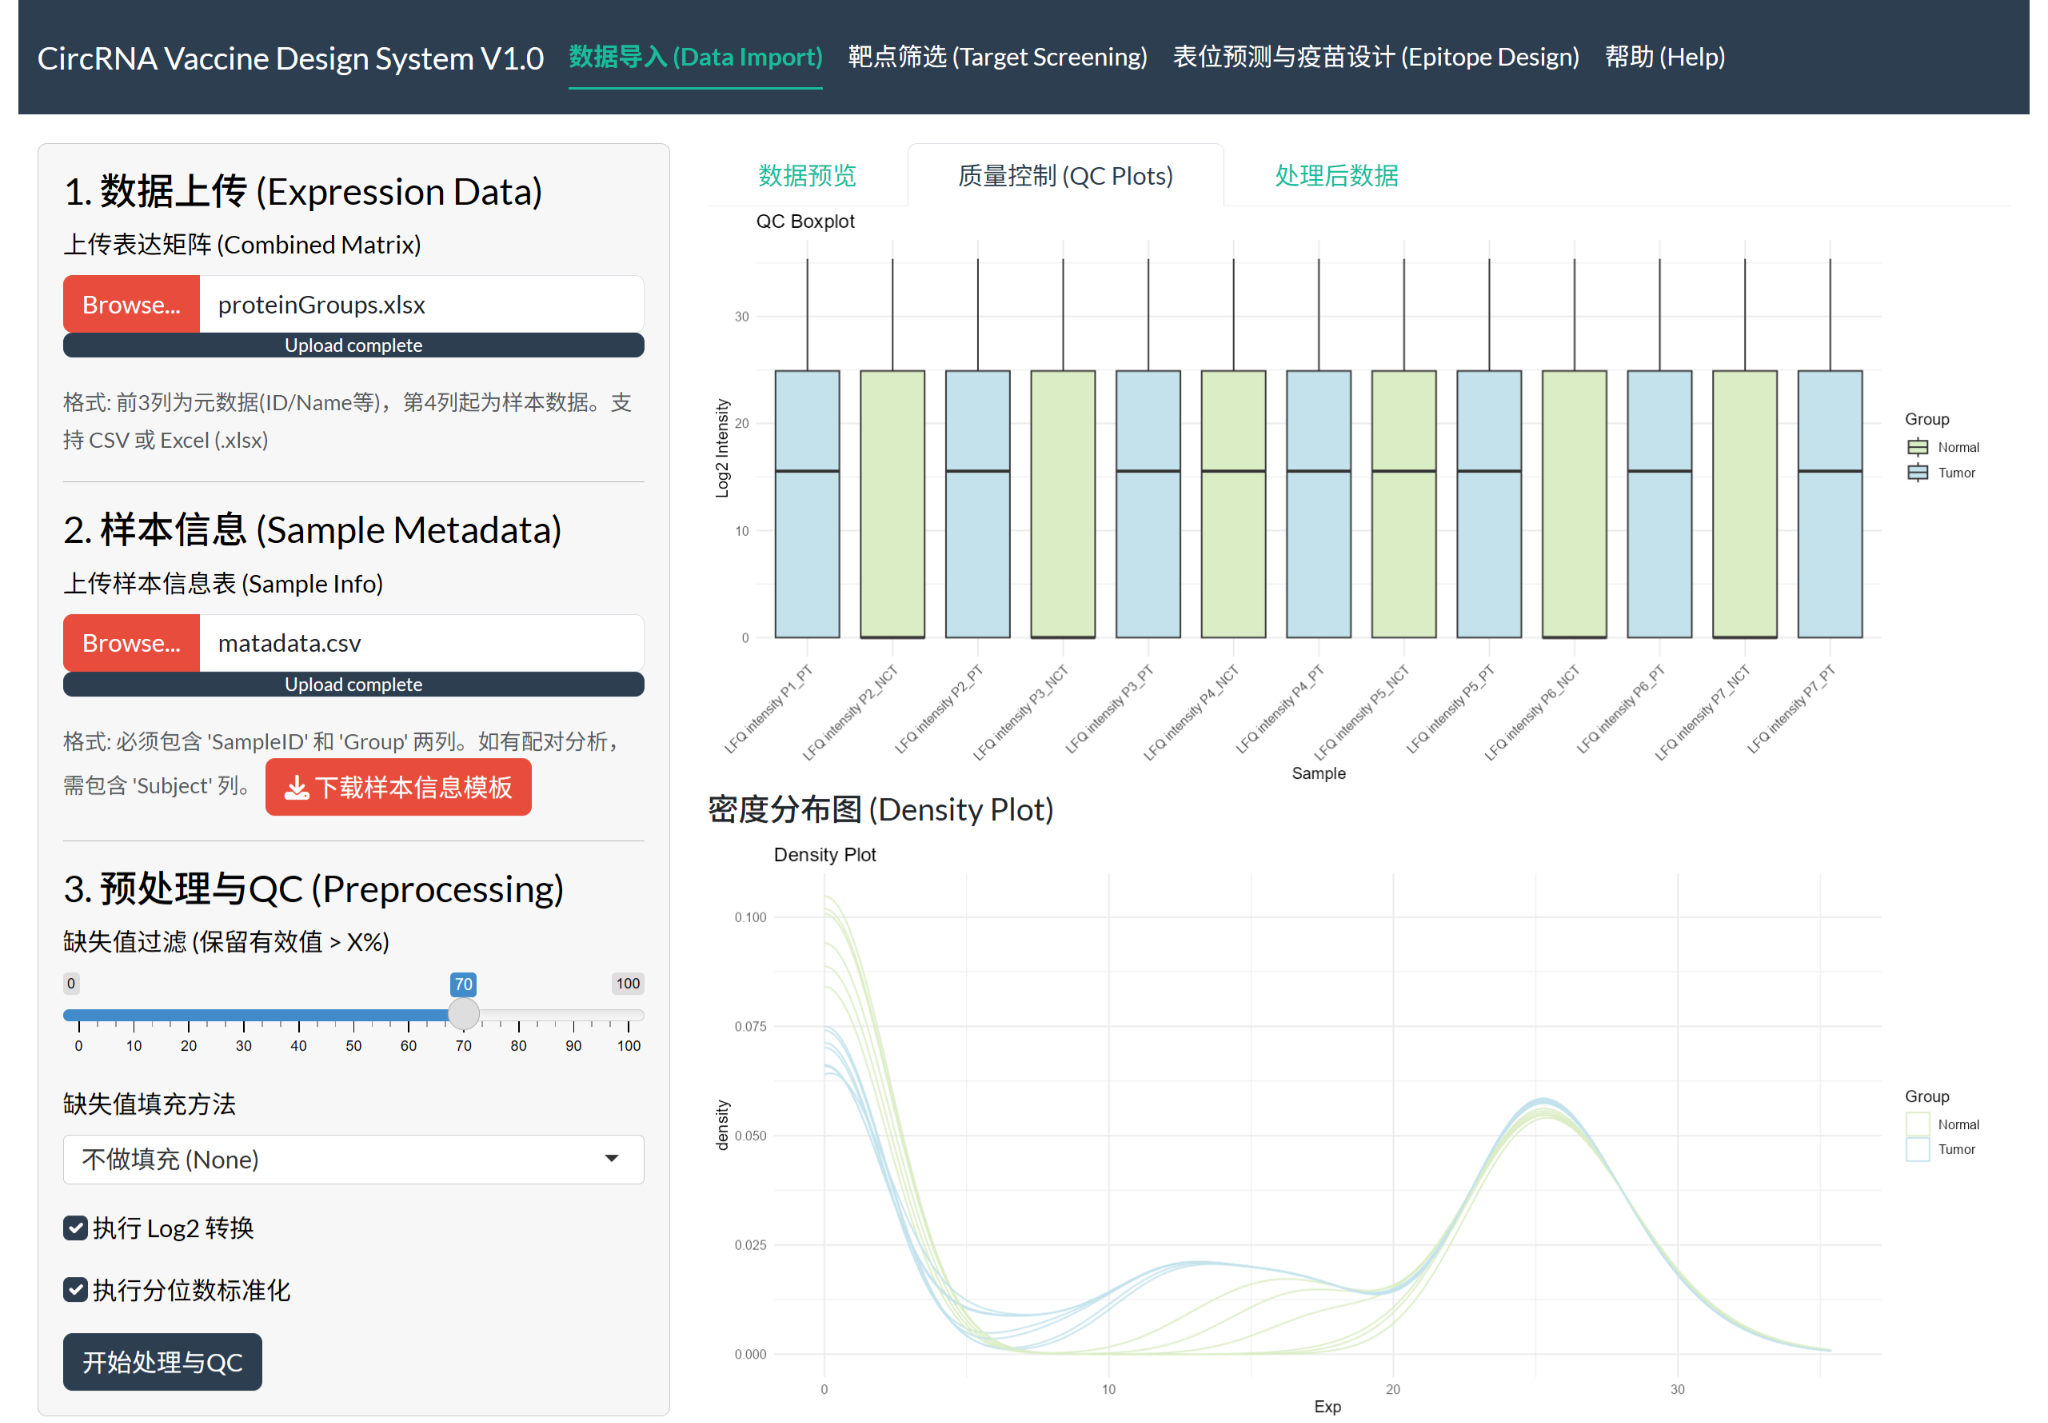 CircRNA Vaccine Design System V1.0 数据导入 (Data Import) 靶点筛选 (Target Screening) 表位预测与疫苗设计 (Epitope Design) 帮助 (Help)
1. 数据上传 (Expression Data)
上传表达矩阵 (Combined Matrix)
Browse... proteinGroups.xlsx
Upload complete
格式: 前3列为元数据(ID/Name等)，第4列起为样本数据。支
持 CSV 或 Excel (.xlsx)
2. 样本信息 (Sample Metadata)
上传样本信息表 (Sample Info)
Browse... matadata.csv
Upload complete
格式: 必须包含 'SampleID' 和 'Group' 两列。如有配对分析，
需包含 'Subject' 列。 下载样本信息模板
3. 预处理与QC (Preprocessing)
缺失值过滤 (保留有效值 > X%)
0 70 100
0 10 20 30 40 50 60 70 80 90 100
缺失值填充方法
不做填充 (None)
执行 Log2 转换
执行分位数标准化
开始处理与QC
数据预览 质量控制 (QC Plots) 处理后数据
QC Boxplot
Log2 Intensity
30
20
10
0
LFQ intensity P1_PT
LFQ intensity P2_NCT
LFQ intensity P2_PT
LFQ intensity P3_NCT
LFQ intensity P3_PT
LFQ intensity P4_NCT
LFQ intensity P4_PT
LFQ intensity P5_NCT
LFQ intensity P5_PT
LFQ intensity P6_NCT
LFQ intensity P6_PT
LFQ intensity P7_NCT
LFQ intensity P7_PT
Sample
Group
Normal
Tumor
密度分布图 (Density Plot)
Density Plot
density
0.100
0.075
0.050
0.025
0.000
0 10 20 30
Exp
Group
Normal
Tumor